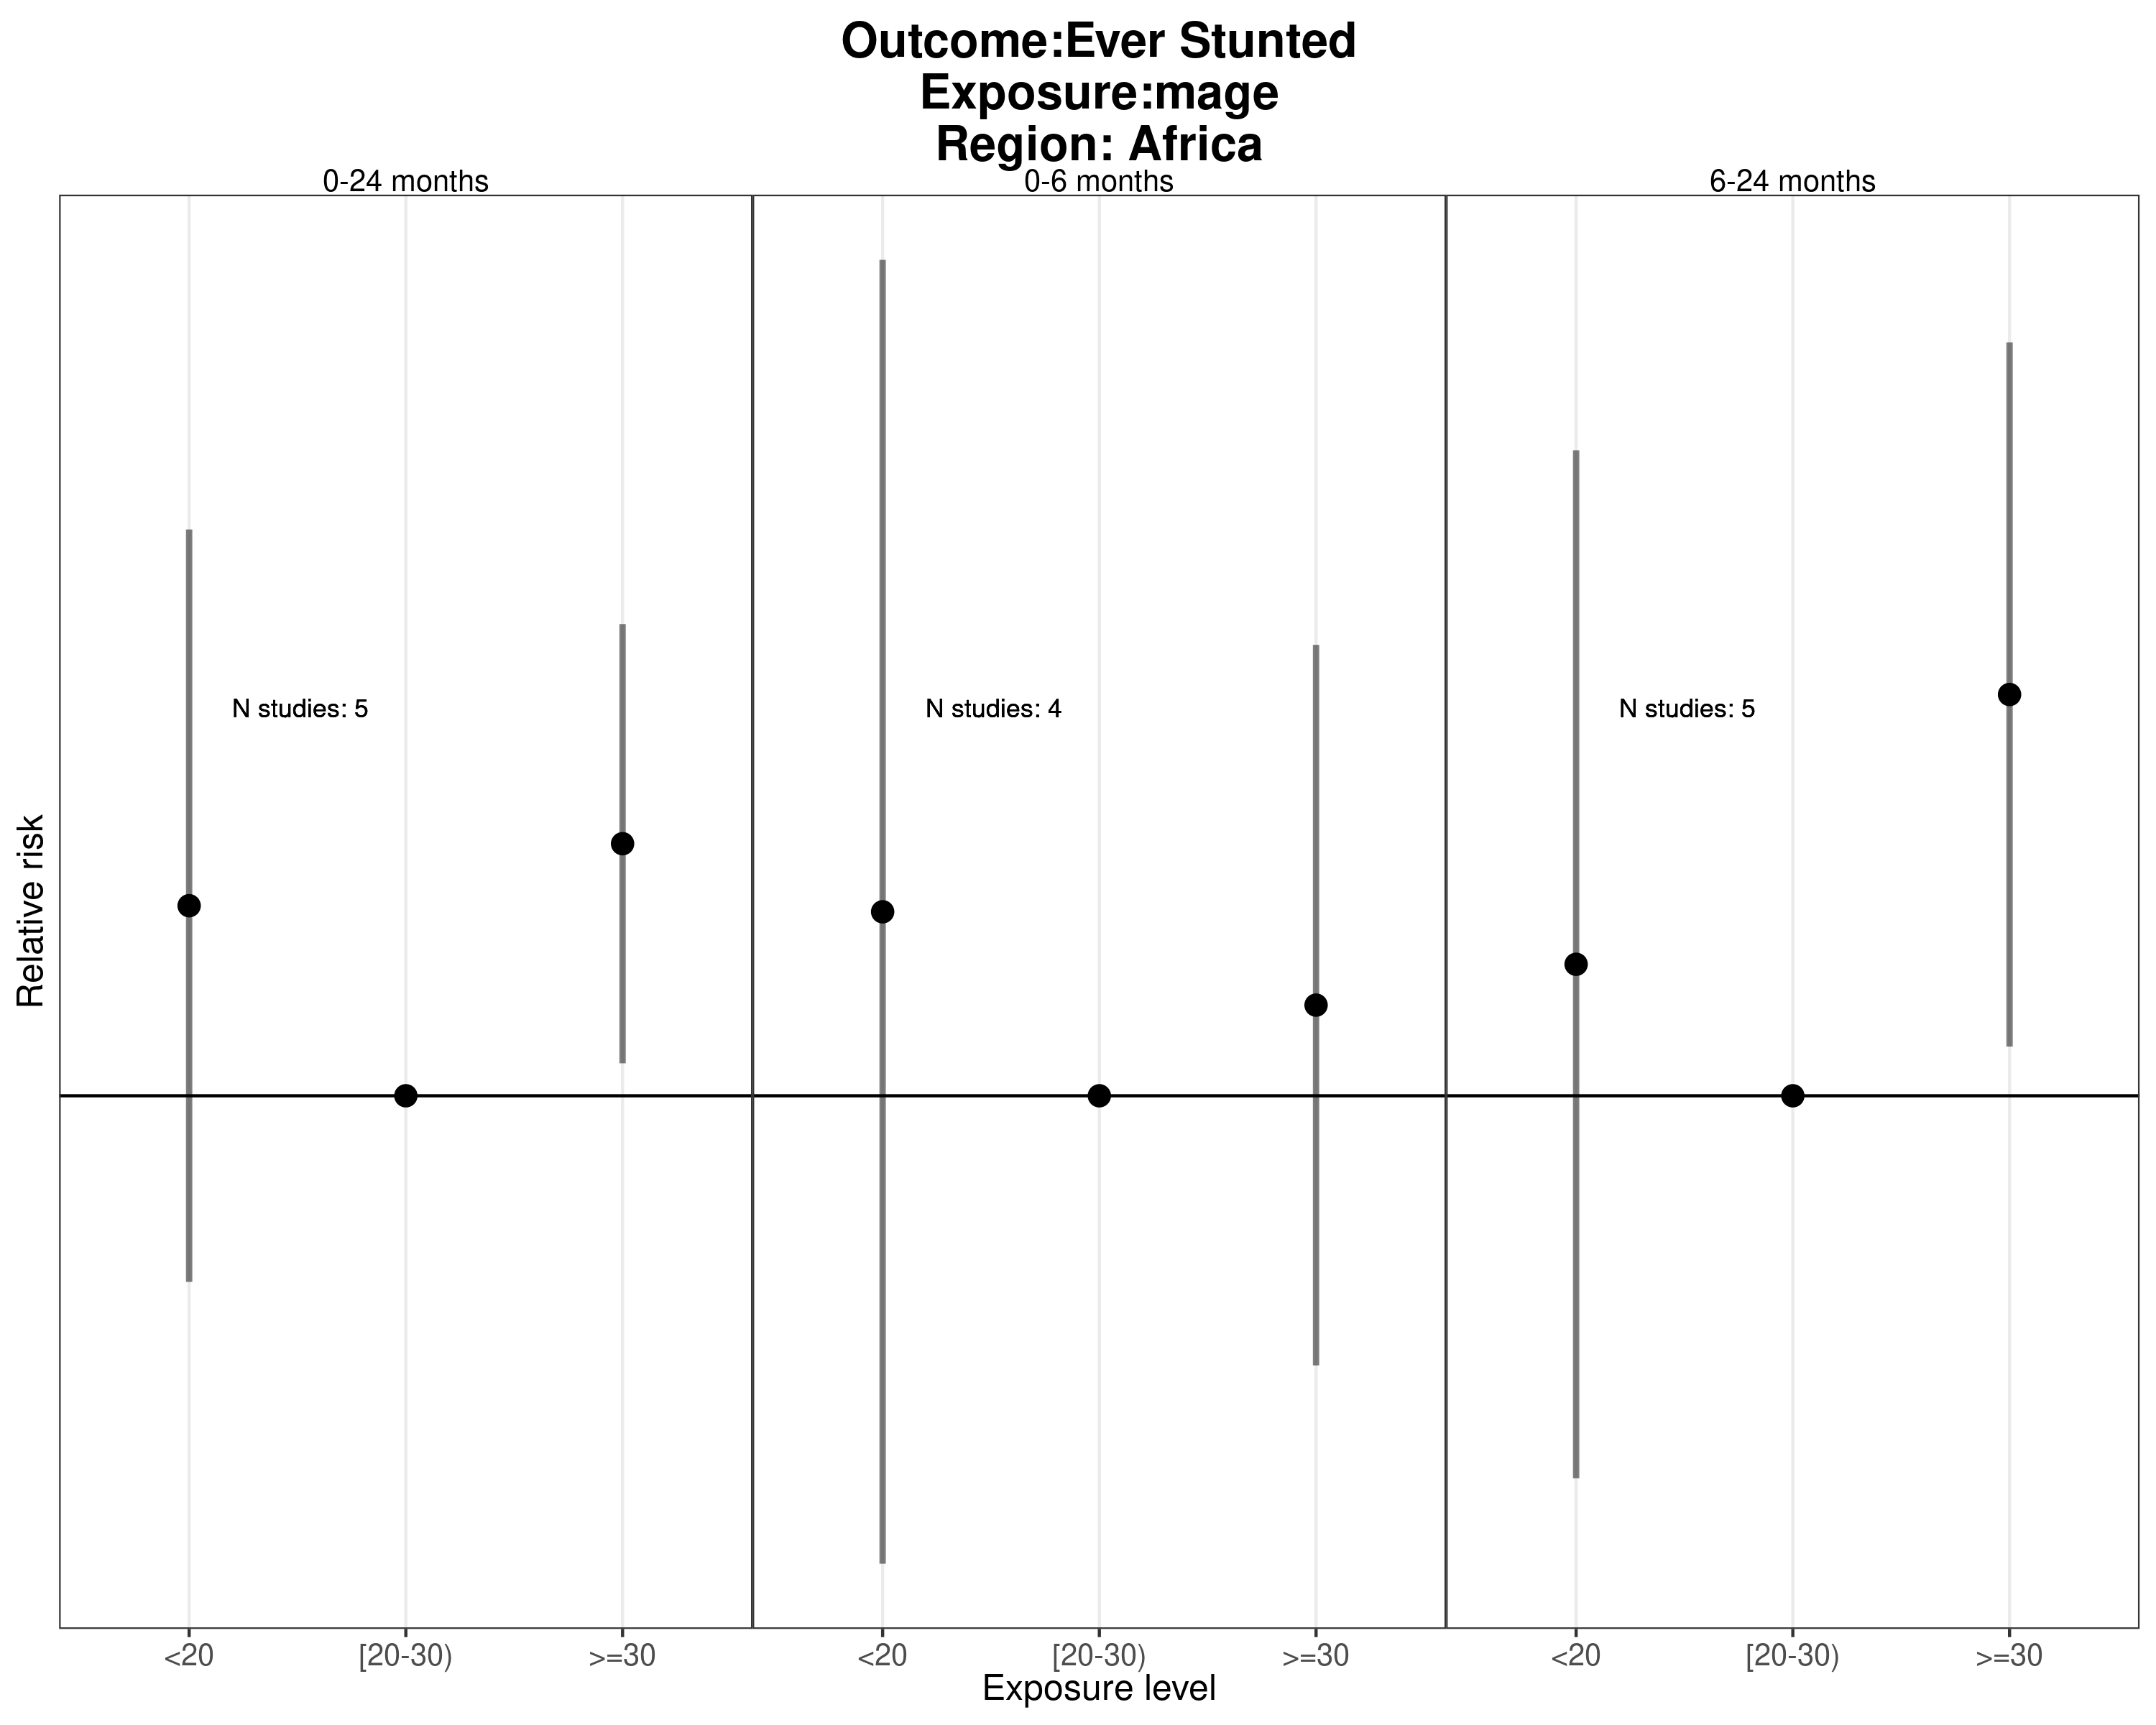 Outcome:Ever Stunted
Exposure:mage
Region: Africa
0-24 months
0-6 months
6-24 months
N studies: 5
N studies: 4
N studies: 5
Relative risk
<20
[20-30)
>=30
<20
[20-30)
>=30
<20
[20-30)
>=30
Exposure level